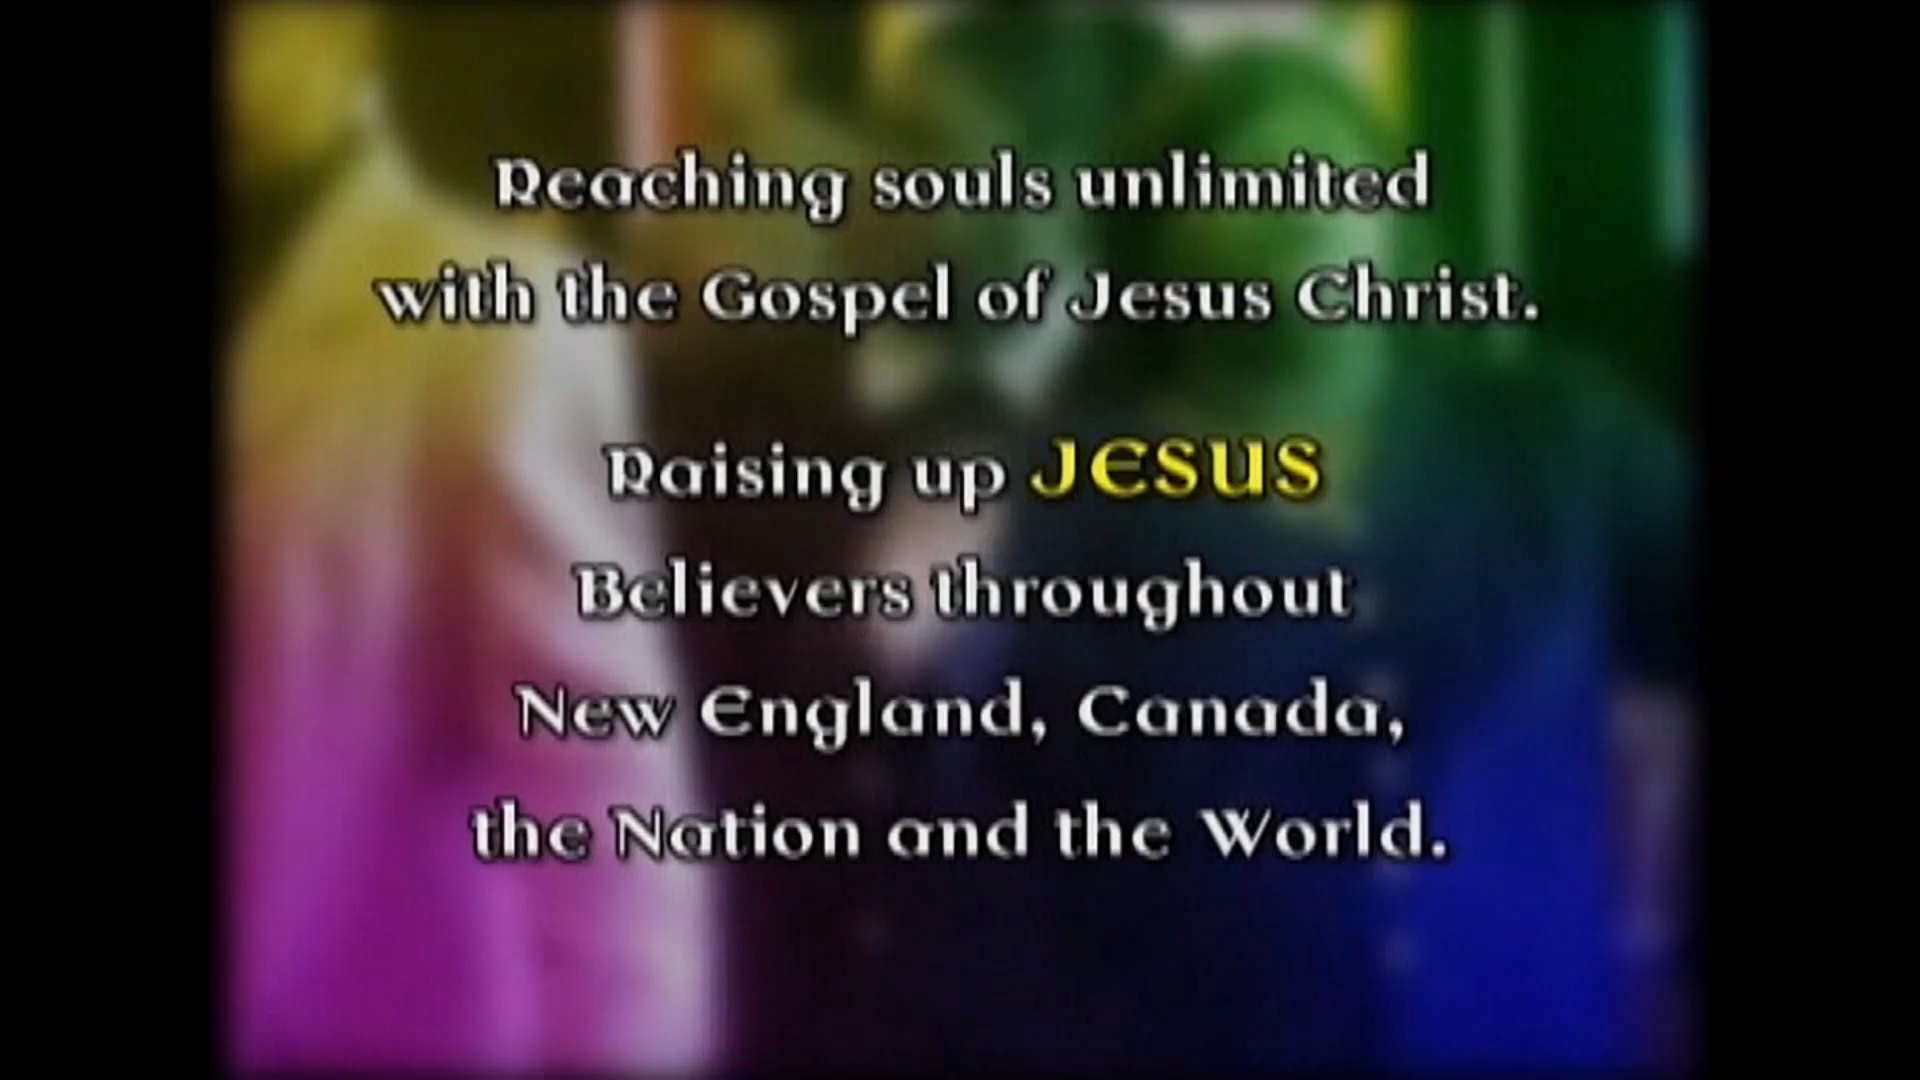 Reaching souls unlimited
with the Gospel of Jesus Christ.
Raising up JESUS
Believers throughout
New England, Canada,
the Nation and the World.